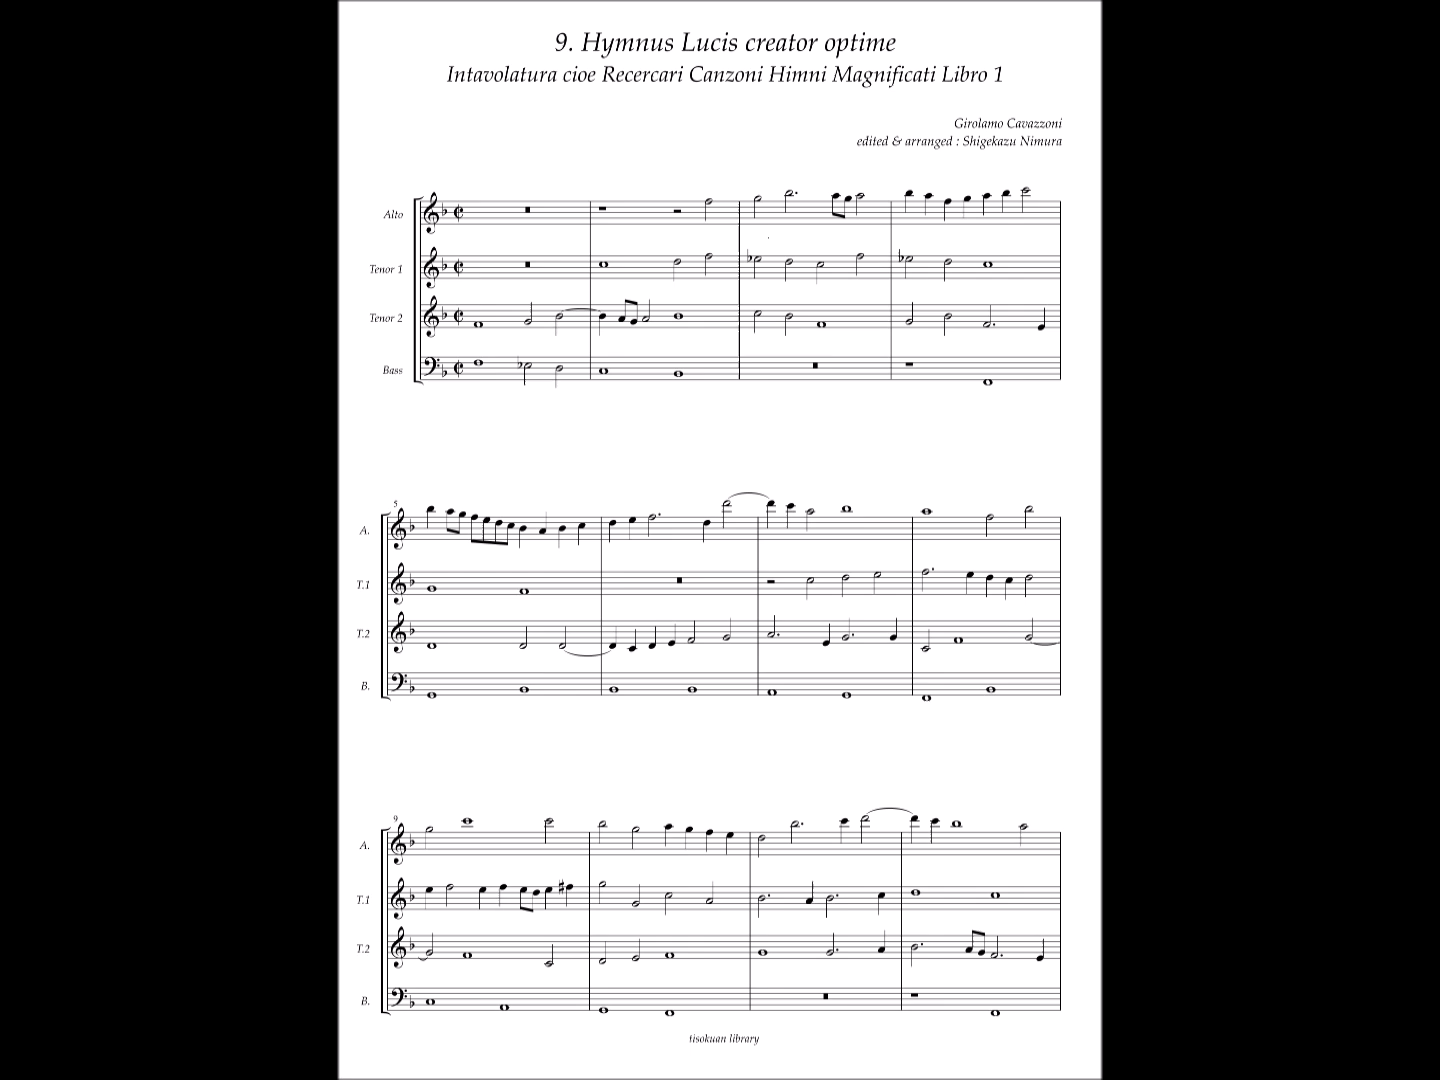 9. Hymnus Lucis creator optime
Intavolatura cioe Recercari Canzoni Himni Magnificati Libro 1
Girolamo Cavazzoni
edited & arranged : Shigekazu Nimura
Alto
Tenor 1
Tenor 2
Bass
5
A.
T.1
T.2
B.
9
A.
T.1
T.2
B.
tisokuan library